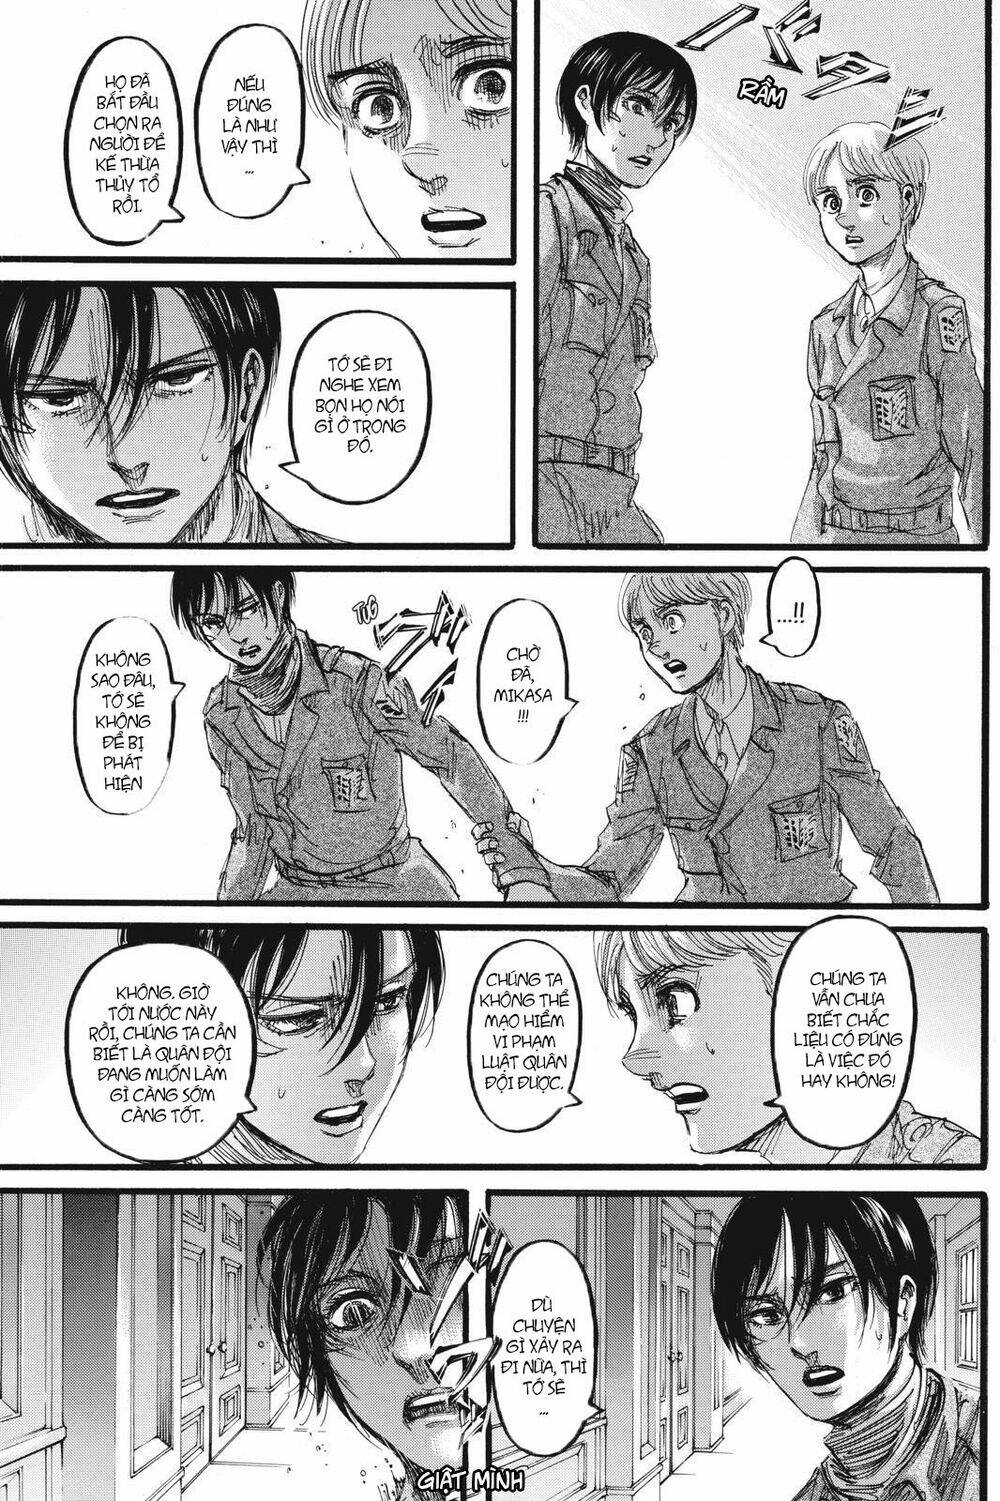 バタン
RẦM
NẾU
ĐÚNG
LÀ NHƯ
VẬY THÌ
...
HỌ ĐÃ
BẮT ĐẦU
CHỌN RA
NGƯỜI ĐỂ
KẾ THỪA
THỦY TỔ
RỒI.
TỚ SẼ ĐI
NGHE XEM
BỌN HỌ NÓI
GÌ Ở TRONG
ĐÓ.
....!!
CHỜ
ĐÃ,
MIKASA
!!!
TÚG
KHÔNG
SAO ĐÂU,
TỚ SẼ
KHÔNG
ĐỂ BỊ
PHÁT
HIỆN
CHÚNG TA
VẪN CHƯA
BIẾT CHẮC
LIỆU CÓ ĐÚNG
LÀ VIỆC ĐÓ
HAY KHÔNG!
CHÚNG TA
KHÔNG THỂ
MẠO HIỂM
VI PHẠM
LUẬT QUÂN
ĐỘI ĐƯỢC.
KHÔNG. GIỜ
TỚI NƯỚC NÀY
RỒI, CHÚNG TA CẦN
BIẾT LÀ QUÂN ĐỘI
ĐANG MUỐN LÀM
GÌ CÀNG SỚM
CÀNG TỐT.
DÙ
CHUYỆN
GÌ XẢY RA
ĐI NỮA, THÌ
TỚ SẼ
...
GIẬT MÌNH